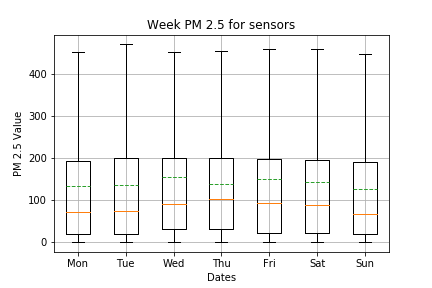 Week PM 2.5 for sensors
PM 2.5 Value
400
300
200
100
0
Mon Tue Wed Thu Fri Sat Sun
Dates